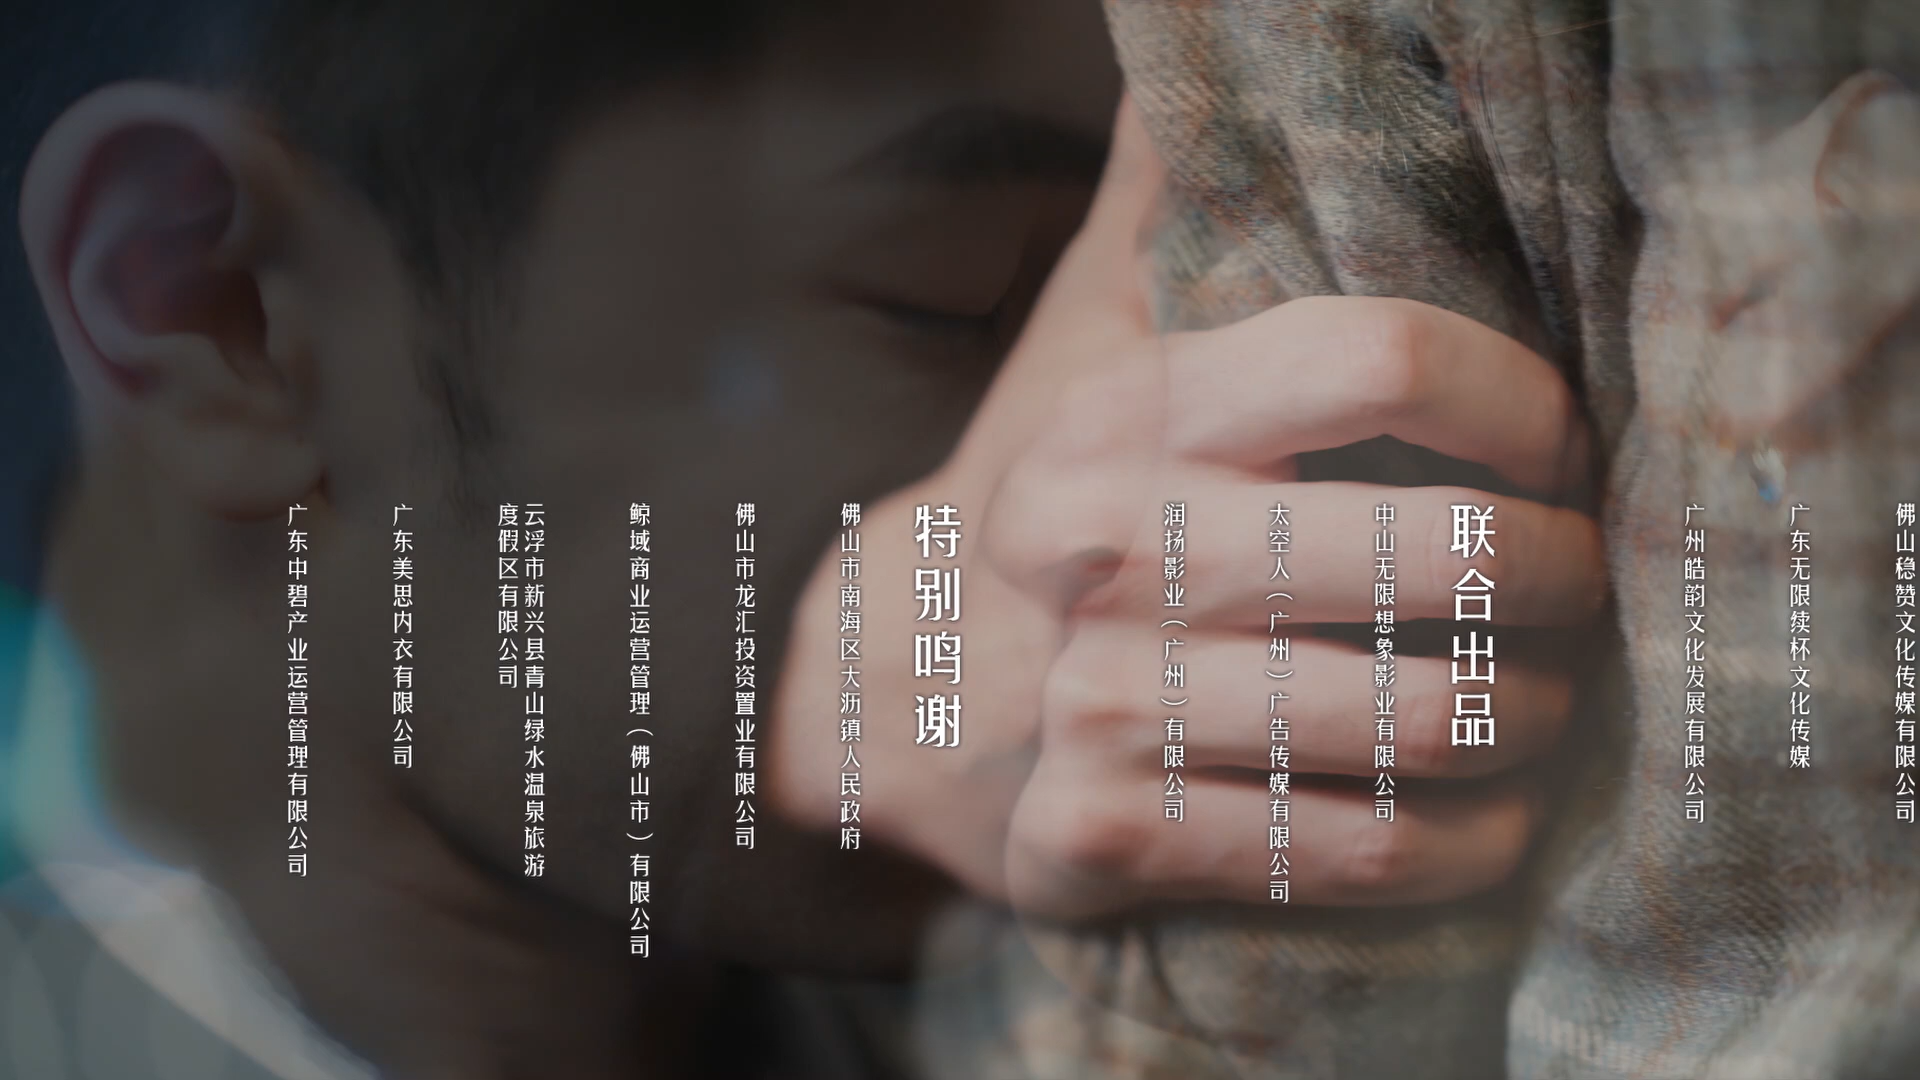 佛山稳赞文化传媒有限公司
广东无限续杯文化传媒
广州皓韵文化发展有限公司
联合出品
中山无限想象影业有限公司
太空人（广州）广告传媒有限公司
润扬影业（广州）有限公司
特别鸣谢
佛山市南海区大沥镇人民政府
佛山市龙汇投资置业有限公司
鲸域商业运营管理（佛山市）有限公司
云浮市新兴县青山绿水温泉旅游
度假区有限公司
广东美思内衣有限公司
广东中碧产业运营管理有限公司